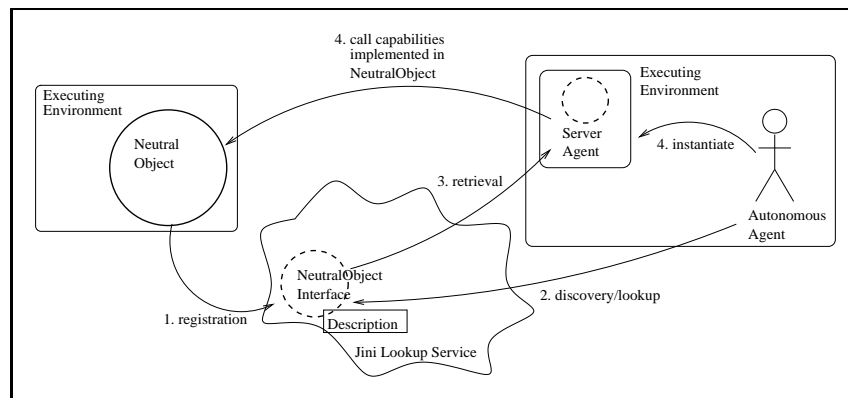 4. call capabilities
implemented in
NeutralObject
Executing
Environment
Neutral
Object
Executing
Environment
Server
Agent
4. instantiate
Autonomous
Agent
3. retrieval
NeutralObject
Interface
2. discovery/lookup
1. registration
Description
Jini Lookup Service